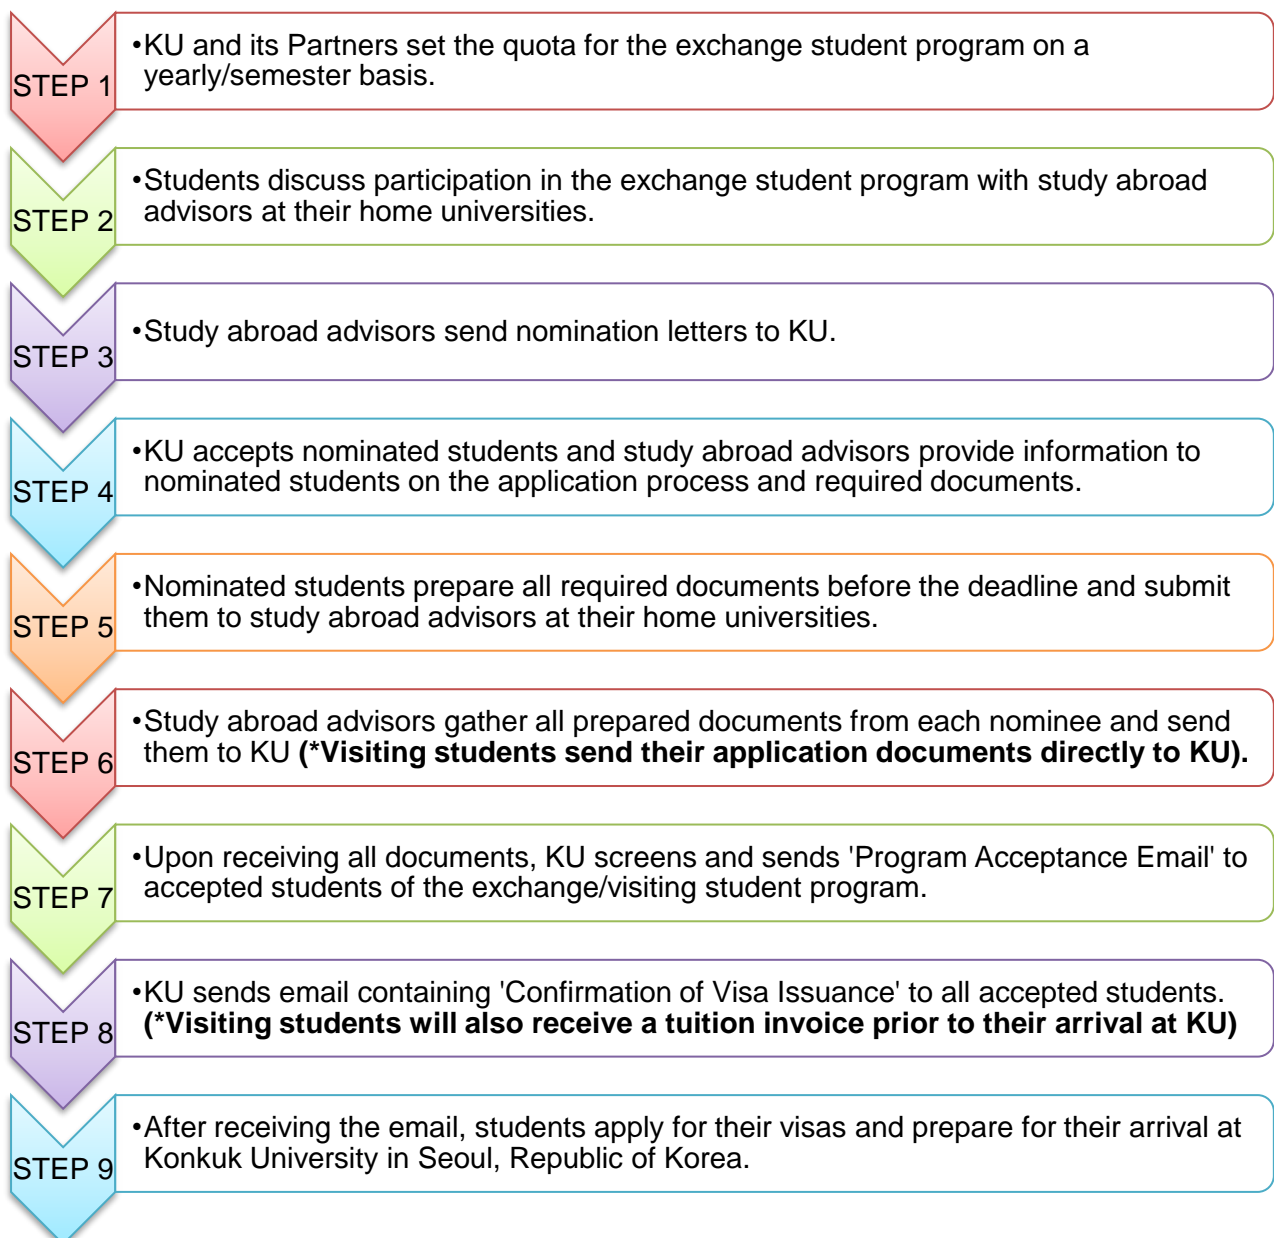 STEP 1
•KU and its Partners set the quota for the exchange student program on a
yearly/semester basis.
STEP 2
•Students discuss participation in the exchange student program with study abroad
advisors at their home universities.
STEP 3
•Study abroad advisors send nomination letters to KU.
STEP 4
•KU accepts nominated students and study abroad advisors provide information to
nominated students on the application process and required documents.
STEP 5
•Nominated students prepare all required documents before the deadline and submit
them to study abroad advisors at their home universities.
STEP 6
•Study abroad advisors gather all prepared documents from each nominee and send
them to KU (*Visiting students send their application documents directly to KU).
STEP 7
•Upon receiving all documents, KU screens and sends 'Program Acceptance Email' to
accepted students of the exchange/visiting student program.
STEP 8
•KU sends email containing 'Confirmation of Visa Issuance' to all accepted students.
(*Visiting students will also receive a tuition invoice prior to their arrival at KU)
STEP 9
•After receiving the email, students apply for their visas and prepare for their arrival at
Konkuk University in Seoul, Republic of Korea.